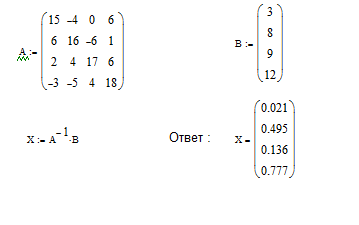 A := ( 15 –4 0 6
6 16 –6 1
2 4 17 6
–3 –5 4 18 )
B := ( 3
8
9
12 )
X := A^–1·B
Ответ :
X = ( 0.021
0.495
0.136
0.777 )